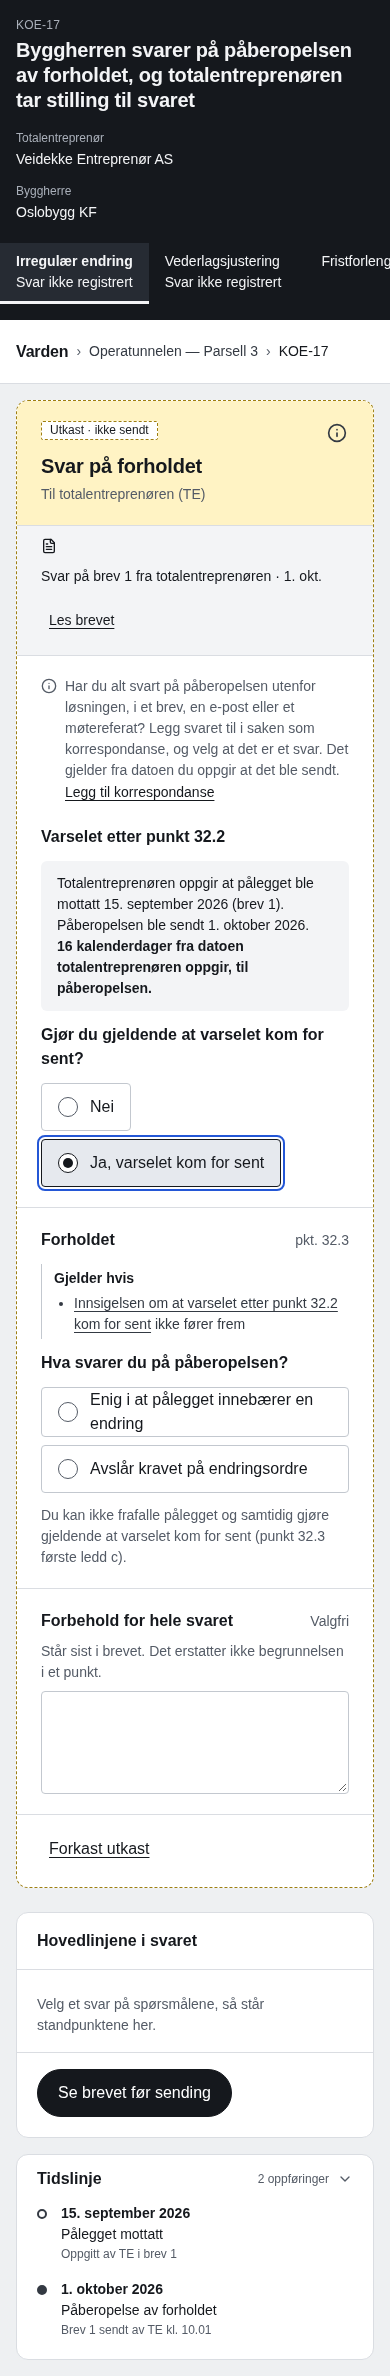 KOE-17
Byggherren svarer på påberopelsen
av forholdet, og totalentreprenøren
tar stilling til svaret
Totalentreprenør
Veidekke Entreprenør AS
Byggherre
Oslobygg KF
Irregulær endring
Svar ikke registrert
Vederlagsjustering
Svar ikke registrert
Fristforleng
Varden › Operatunnelen — Parsell 3 › KOE-17
Utkast · ikke sendt
Svar på forholdet
Til totalentreprenøren (TE)
Svar på brev 1 fra totalentreprenøren · 1. okt.
Les brevet
Har du alt svart på påberopelsen utenfor
løsningen, i et brev, en e-post eller et
møtereferat? Legg svaret til i saken som
korrespondanse, og velg at det er et svar. Det
gjelder fra datoen du oppgir at det ble sendt.
Legg til korrespondanse
Varselet etter punkt 32.2
Totalentreprenøren oppgir at pålegget ble
mottatt 15. september 2026 (brev 1).
Påberopelsen ble sendt 1. oktober 2026.
16 kalenderdager fra datoen
totalentreprenøren oppgir, til
påberopelsen.
Gjør du gjeldende at varselet kom for
sent?
Nei
Ja, varselet kom for sent
Forholdet pkt. 32.3
Gjelder hvis
• Innsigelsen om at varselet etter punkt 32.2
kom for sent ikke fører frem
Hva svarer du på påberopelsen?
Enig i at pålegget innebærer en
endring
Avslår kravet på endringsordre
Du kan ikke frafalle pålegget og samtidig gjøre
gjeldende at varselet kom for sent (punkt 32.3
første ledd c).
Forbehold for hele svaret Valgfri
Står sist i brevet. Det erstatter ikke begrunnelsen
i et punkt.
Forkast utkast
Hovedlinjene i svaret
Velg et svar på spørsmålene, så står
standpunktene her.
Se brevet før sending
Tidslinje 2 oppføringer
15. september 2026
Pålegget mottatt
Oppgitt av TE i brev 1
1. oktober 2026
Påberopelse av forholdet
Brev 1 sendt av TE kl. 10.01